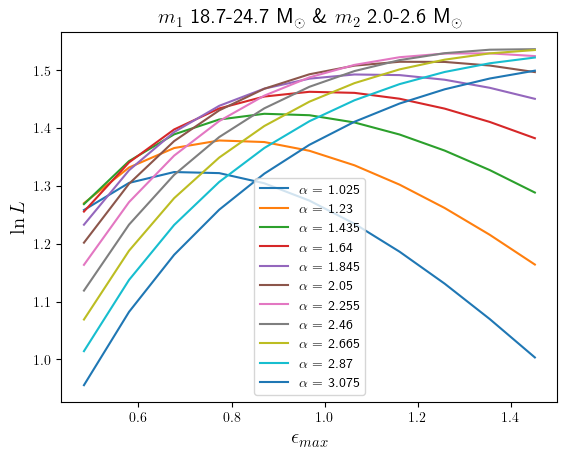 m₁ 18.7-24.7 M⊙ & m₂ 2.0-2.6 M⊙
ln L
1.5
1.4
1.3
1.2
1.1
1.0
α = 1.025
α = 1.23
α = 1.435
α = 1.64
α = 1.845
α = 2.05
α = 2.255
α = 2.46
α = 2.665
α = 2.87
α = 3.075
0.6 0.8 1.0 1.2 1.4
ϵmax